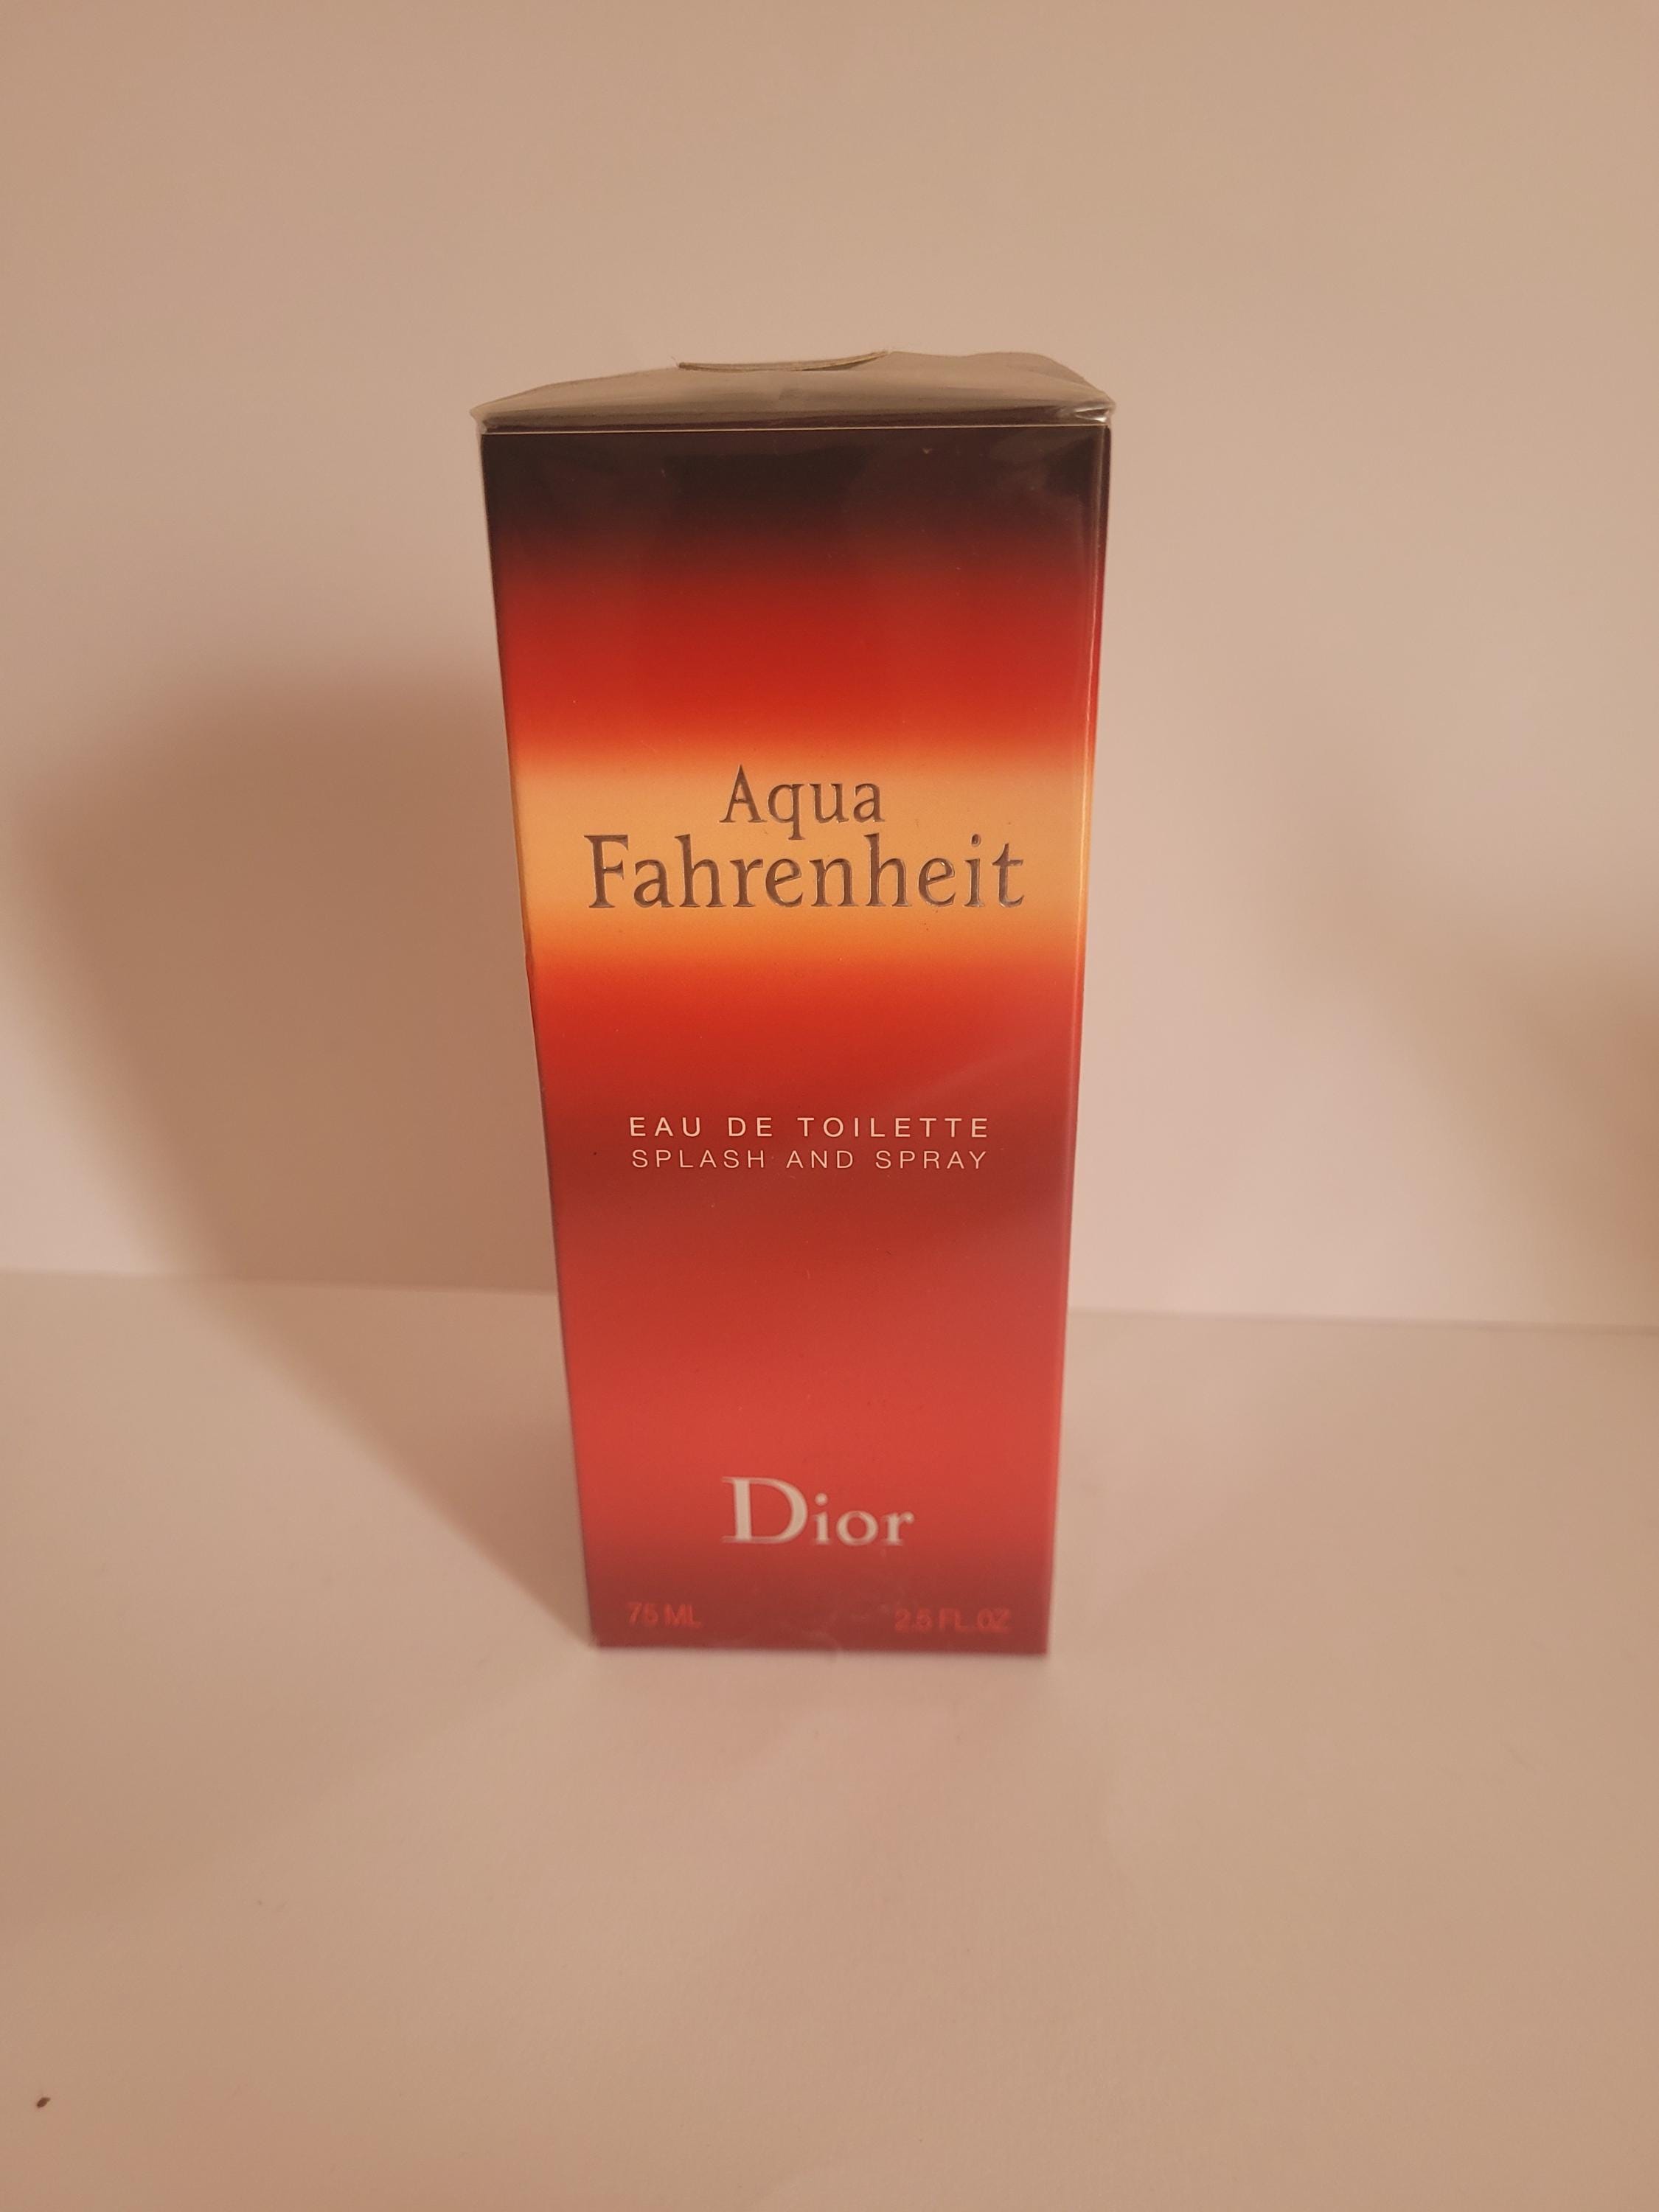 Aqua
Fahrenheit
EAU DE TOILETTE
SPLASH AND SPRAY
Dior
75 ML 2.5 FL.OZ